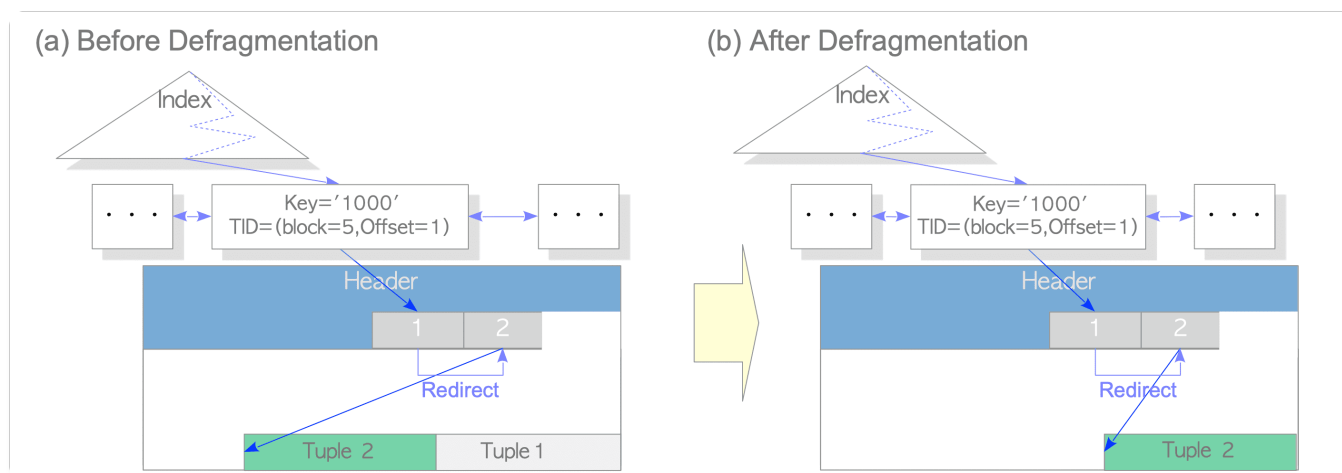 (a) Before Defragmentation
Index
. . .
Key='1000'
TID=(block=5,Offset=1)
. . .
Header
1
2
Redirect
Tuple 2
Tuple 1
(b) After Defragmentation
Index
. . .
Key='1000'
TID=(block=5,Offset=1)
. . .
Header
1
2
Redirect
Tuple 2